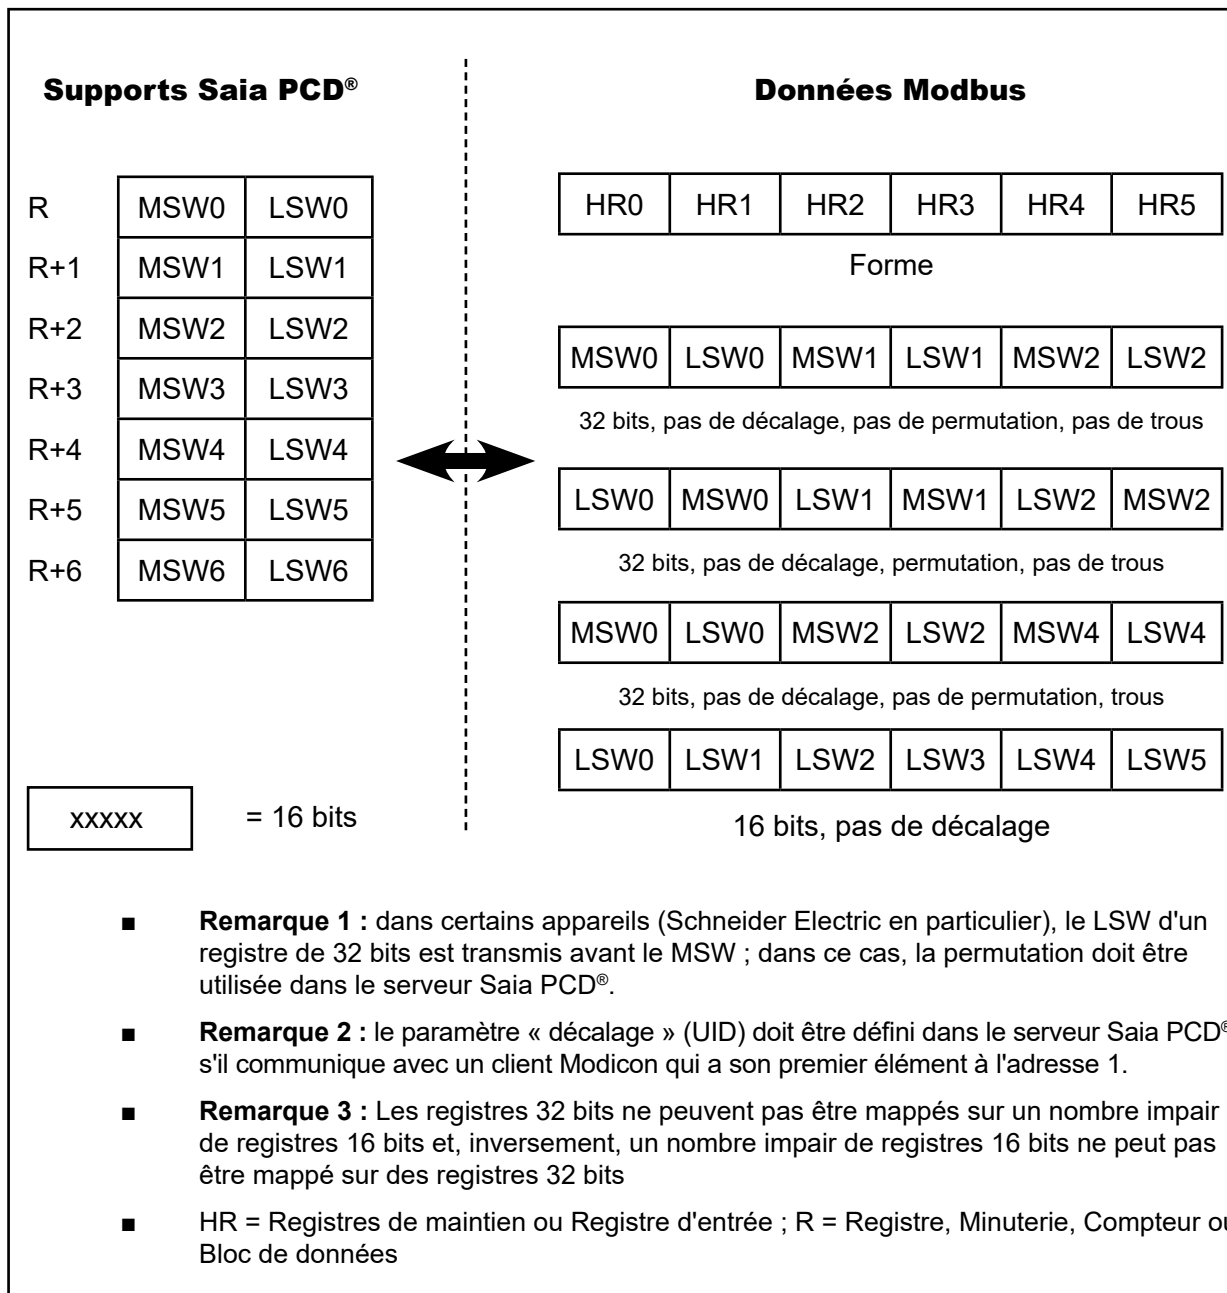 Supports Saia PCD®
Données Modbus
R MSW0 LSW0
R+1 MSW1 LSW1
R+2 MSW2 LSW2
R+3 MSW3 LSW3
R+4 MSW4 LSW4
R+5 MSW5 LSW5
R+6 MSW6 LSW6
xxxxx = 16 bits
HR0 HR1 HR2 HR3 HR4 HR5
Forme
MSW0 LSW0 MSW1 LSW1 MSW2 LSW2
32 bits, pas de décalage, pas de permutation, pas de trous
LSW0 MSW0 LSW1 MSW1 LSW2 MSW2
32 bits, pas de décalage, permutation, pas de trous
MSW0 LSW0 MSW2 LSW2 MSW4 LSW4
32 bits, pas de décalage, pas de permutation, trous
LSW0 LSW1 LSW2 LSW3 LSW4 LSW5
16 bits, pas de décalage
■ Remarque 1 : dans certains appareils (Schneider Electric en particulier), le LSW d'un
registre de 32 bits est transmis avant le MSW ; dans ce cas, la permutation doit être
utilisée dans le serveur Saia PCD®.
■ Remarque 2 : le paramètre « décalage » (UID) doit être défini dans le serveur Saia PCD®
s'il communique avec un client Modicon qui a son premier élément à l'adresse 1.
■ Remarque 3 : Les registres 32 bits ne peuvent pas être mappés sur un nombre impair
de registres 16 bits et, inversement, un nombre impair de registres 16 bits ne peut pas
être mappé sur des registres 32 bits
■ HR = Registres de maintien ou Registre d'entrée ; R = Registre, Minuterie, Compteur ou
Bloc de données